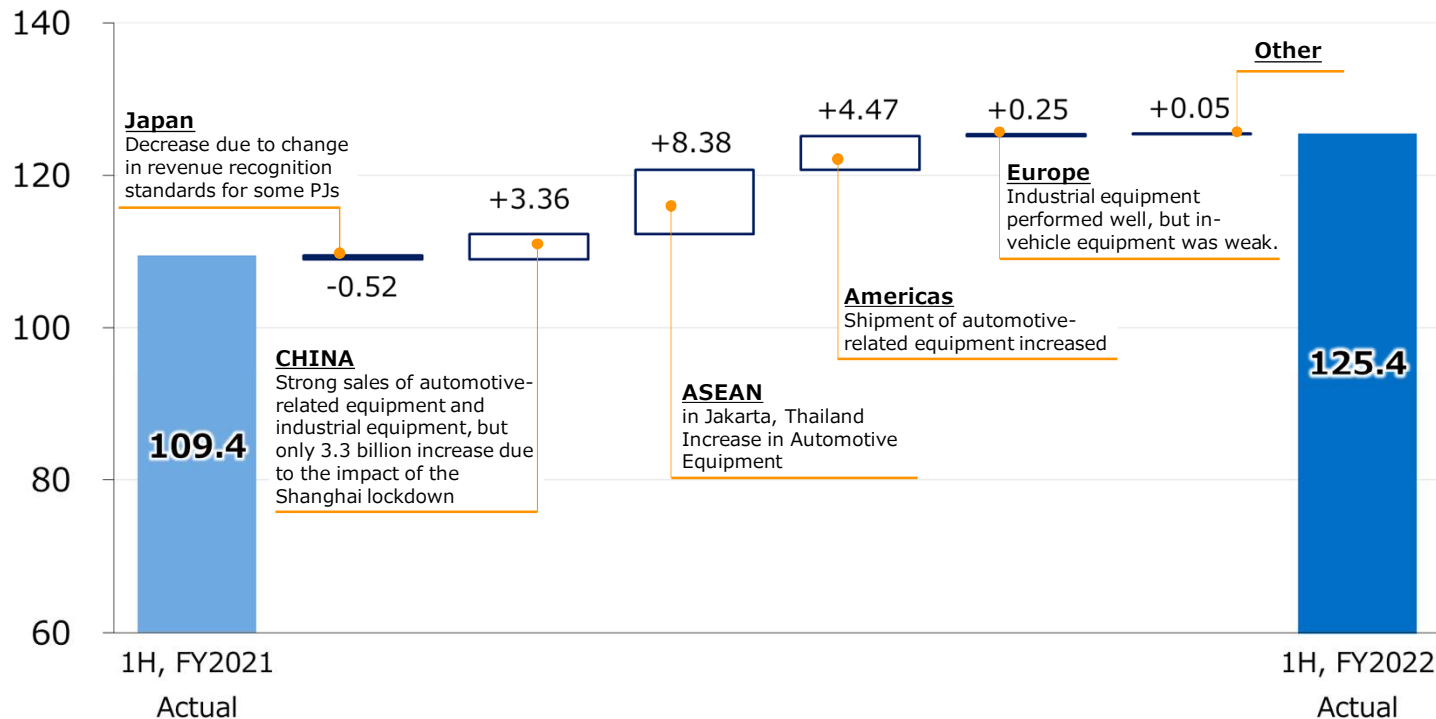 140
120
100
80
60
109.4
1H, FY2021
Actual
Japan
Decrease due to change
in revenue recognition
standards for some PJs
-0.52
+3.36
CHINA
Strong sales of automotive-
related equipment and
industrial equipment, but
only 3.3 billion increase due
to the impact of the
Shanghai lockdown
+8.38
ASEAN
in Jakarta, Thailand
Increase in Automotive
Equipment
+4.47
Americas
Shipment of automotive-
related equipment increased
+0.25
Europe
Industrial equipment
performed well, but in-
vehicle equipment was weak.
+0.05
Other
125.4
1H, FY2022
Actual